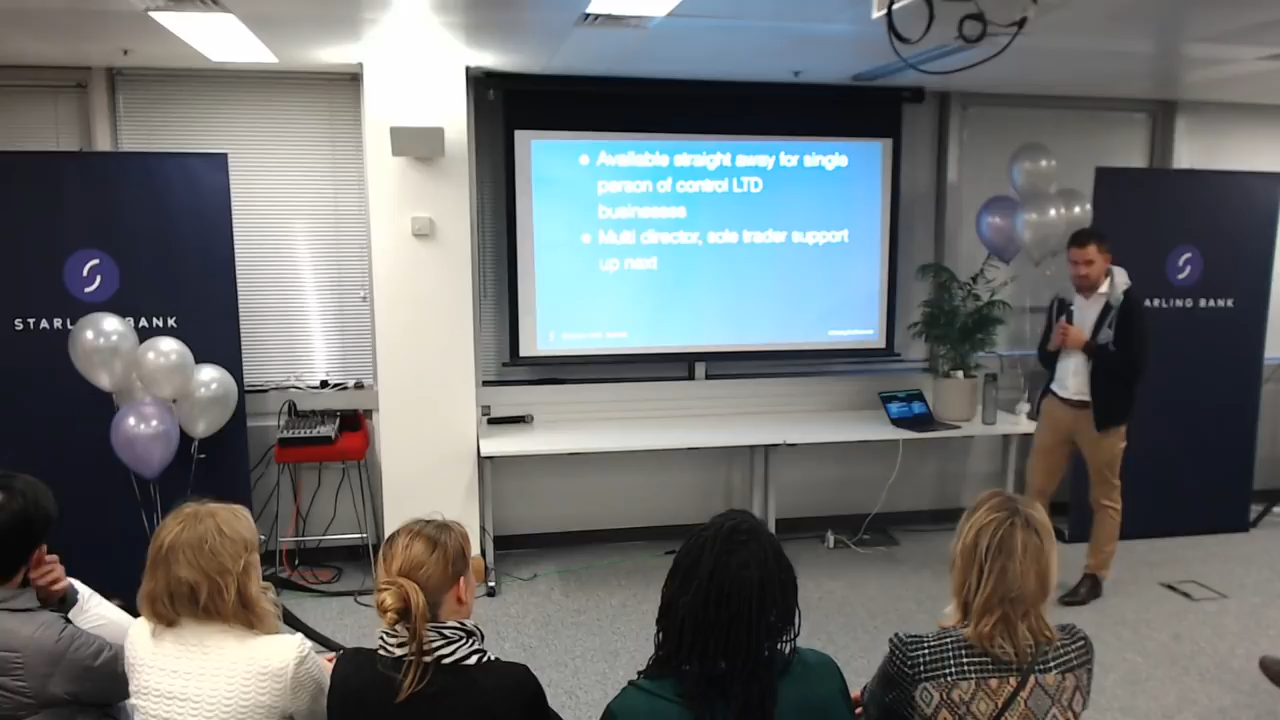 • Available straight away for single
person of control LTD
businesses
• Multi director, sole trader support
up next
STARL BANK
ARLING BANK